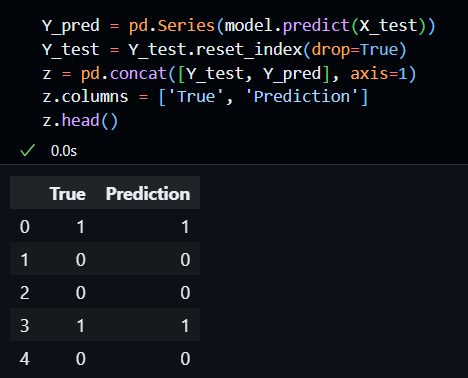 Y_pred = pd.Series(model.predict(X_test))
Y_test = Y_test.reset_index(drop=True)
z = pd.concat([Y_test, Y_pred], axis=1)
z.columns = ['True', 'Prediction']
z.head()
0.0s
True Prediction
0 1 1
1 0 0
2 0 0
3 1 1
4 0 0